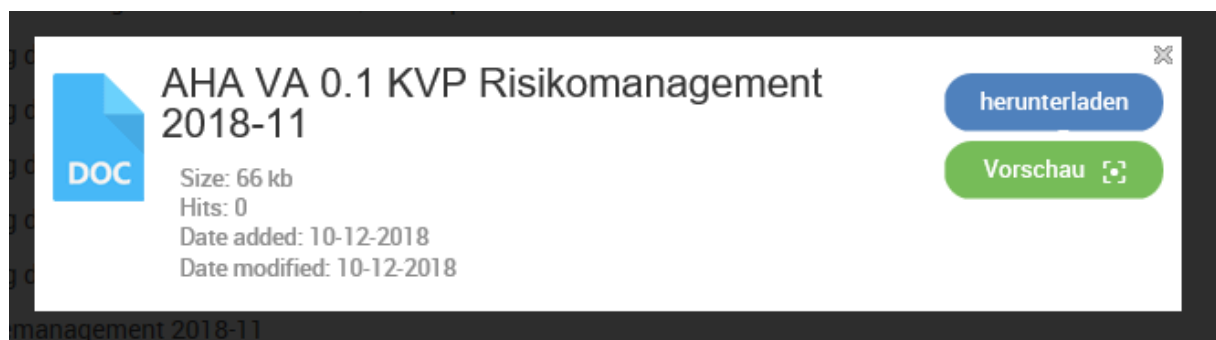 AHA VA 0.1 KVP Risikomanagement
2018-11
herunterladen
DOC
Vorschau
Size: 66 kb
Hits: 0
Date added: 10-12-2018
Date modified: 10-12-2018
emanagement 2018-11